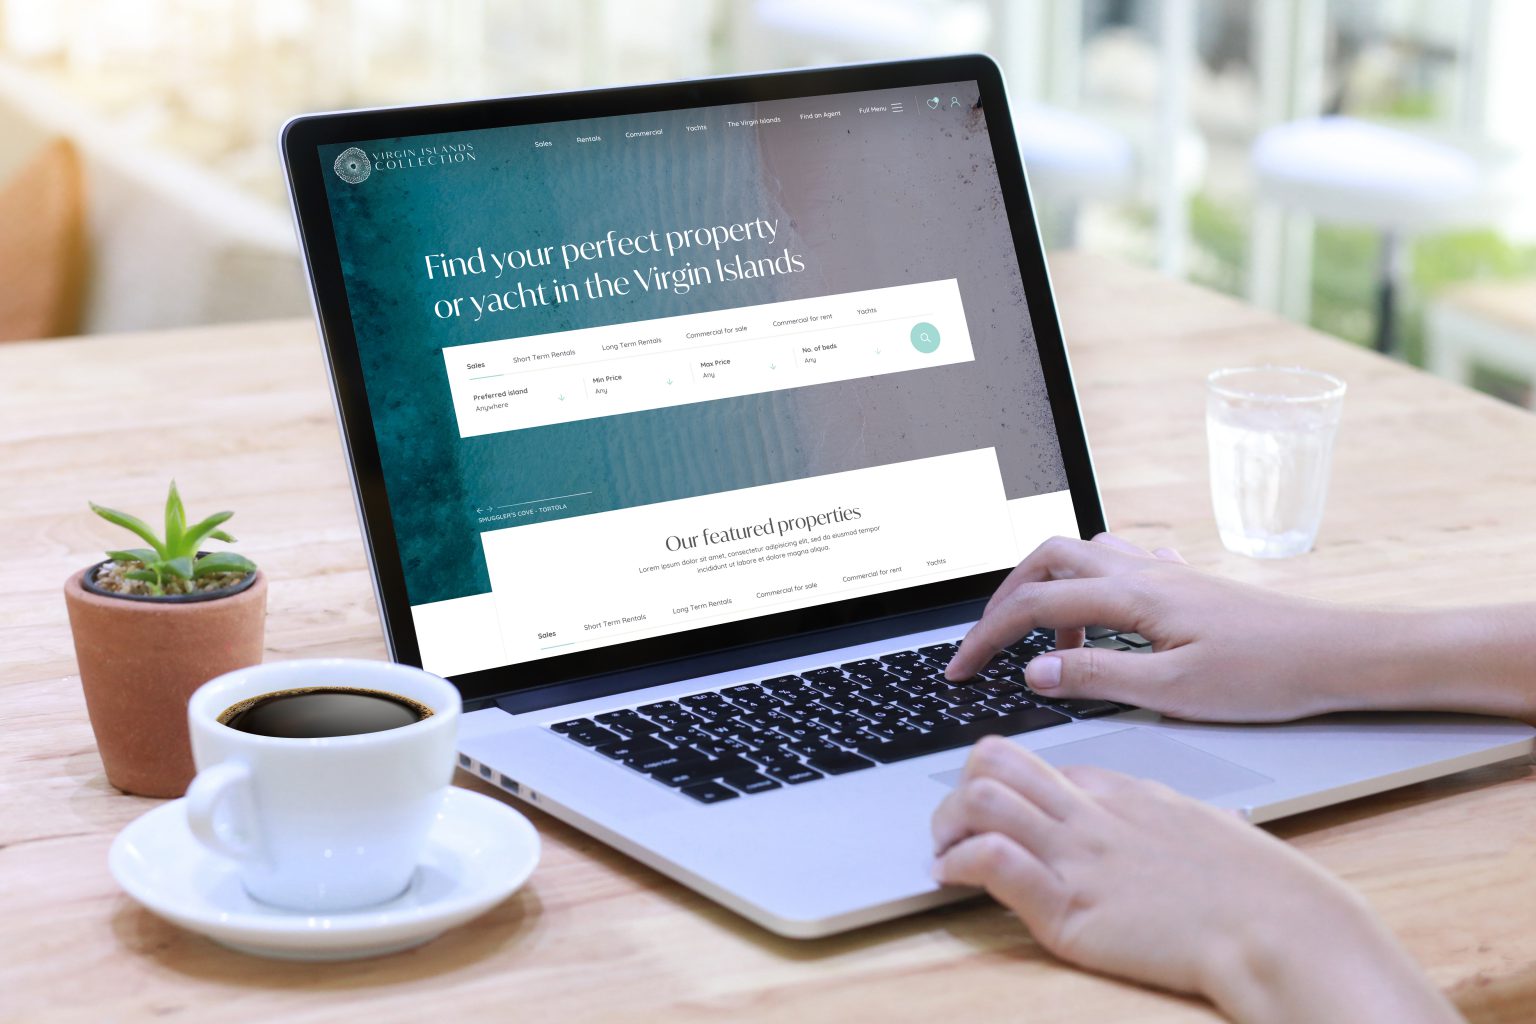 VIRGIN ISLANDS
COLLECTION
Sales Rentals Commercial Yachts The Virgin Islands Find an Agent Full Menu
Find your perfect property
or yacht in the Virgin Islands
Sales Short Term Rentals Long Term Rentals Commercial for sale Commercial for rent Yachts
Preferred island Min Price Max Price No. of beds
Anywhere Any Any Any
SMUGGLER'S COVE - TORTOLA
Our featured properties
Lorem ipsum dolor sit amet, consectetur adipisicing elit, sed do eiusmod tempor
incididunt ut labore et dolore magna aliqua.
Sales Short Term Rentals Long Term Rentals Commercial for sale Commercial for rent Yachts